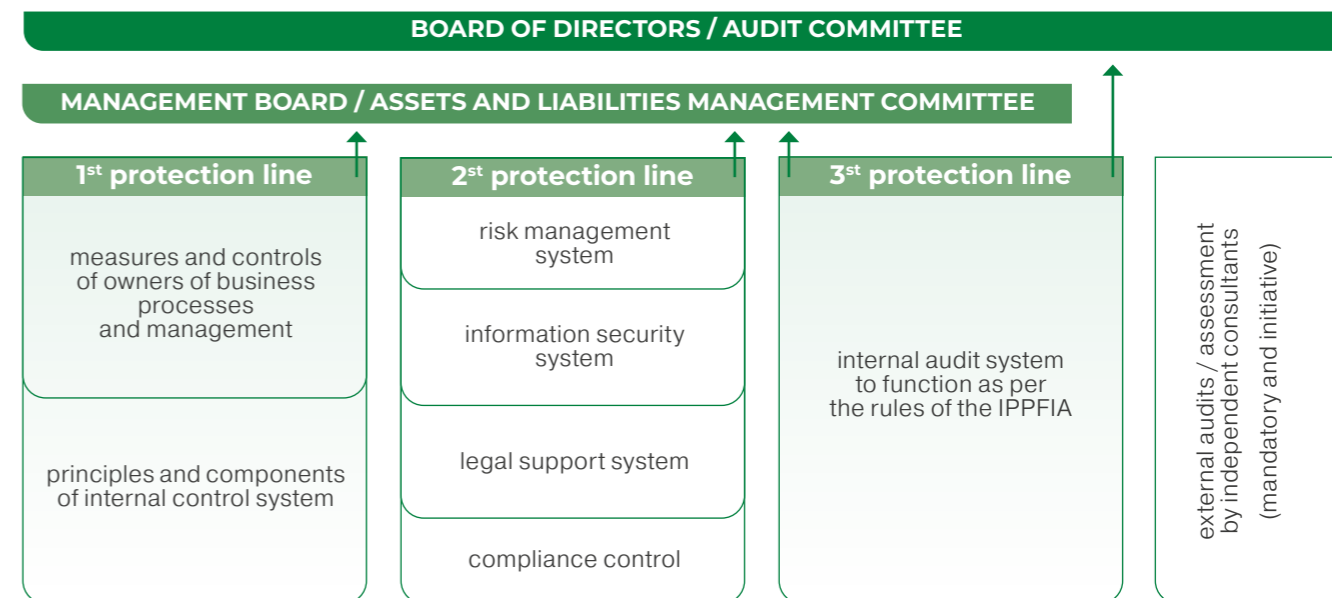 BOARD OF DIRECTORS / AUDIT COMMITTEE
MANAGEMENT BOARD / ASSETS AND LIABILITIES MANAGEMENT COMMITTEE
1st protection line
measures and controls
of owners of business
processes
and management
principles and components
of internal control system
2st protection line
risk management
system
information security
system
legal support system
compliance control
3st protection line
internal audit system
to function as per
the rules of the IPPFIA
external audits / assessment
by independent consultants
(mandatory and initiative)